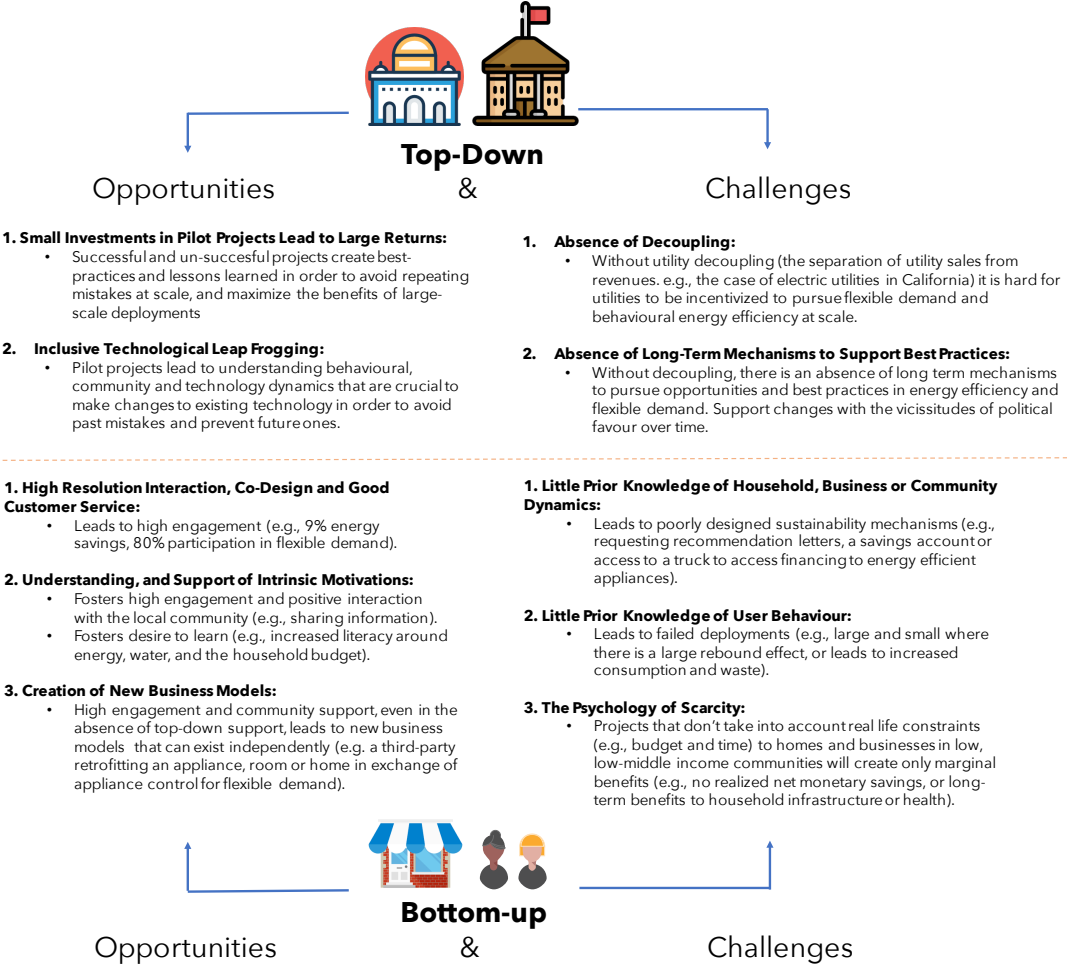 Top-Down
Opportunities
&
Challenges
1. Small Investments in Pilot Projects Lead to Large Returns:
• Successful and un-succesful projects create best-
practices and lessons learned in order to avoid repeating
mistakes at scale, and maximize the benefits of large-
scale deployments
2. Inclusive Technological Leap Frogging:
• Pilot projects lead to understanding behavioural,
community and technology dynamics that are crucial to
make changes to existing technology in order to avoid
past mistakes and prevent future ones.
1. Absence of Decoupling:
• Without utility decoupling (the separation of utility sales from
revenues. e.g., the case of electric utilities in California) it is hard for
utilities to be incentivized to pursue flexible demand and
behavioural energy efficiency at scale.
2. Absence of Long-Term Mechanisms to Support Best Practices:
• Without decoupling, there is an absence of long term mechanisms
to pursue opportunities and best practices in energy efficiency and
flexible demand. Support changes with the vicissitudes of political
favour over time.
1. High Resolution Interaction, Co-Design and Good
Customer Service:
• Leads to high engagement (e.g., 9% energy
savings, 80% participation in flexible demand).
2. Understanding, and Support of Intrinsic Motivations:
• Fosters high engagement and positive interaction
with the local community (e.g., sharing information).
• Fosters desire to learn (e.g., increased literacy around
energy, water, and the household budget).
3. Creation of New Business Models:
• High engagement and community support, even in the
absence of top-down support, leads to new business
models that can exist independently (e.g. a third-party
retrofitting an appliance, room or home in exchange of
appliance control for flexible demand).
1. Little Prior Knowledge of Household, Business or Community
Dynamics:
• Leads to poorly designed sustainability mechanisms (e.g.,
requesting recommendation letters, a savings account or
access to a truck to access financing to energy efficient
appliances).
2. Little Prior Knowledge of User Behaviour:
• Leads to failed deployments (e.g., large and small where
there is a large rebound effect, or leads to increased
consumption and waste).
3. The Psychology of Scarcity:
• Projects that don't take into account real life constraints
(e.g., budget and time) to homes and businesses in low,
low-middle income communities will create only marginal
benefits (e.g., no realized net monetary savings, or long-
term benefits to household infrastructure or health).
Bottom-up
Opportunities
&
Challenges